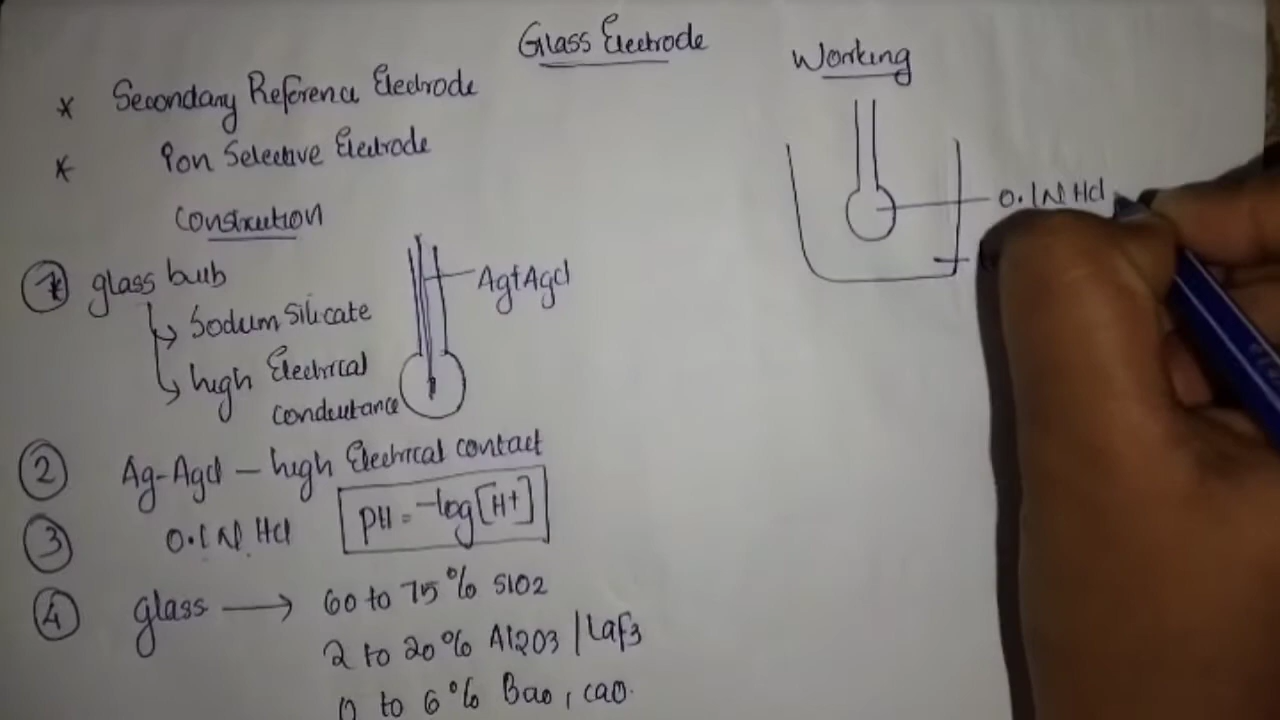 Glass Electrode
* Secondary Reference Electrode
* Ion Selective Electrode
Construction
1 glass bulb
Sodium Silicate
high Electrical
conductance
Ag+Agcl
2 Ag-Agcl – high Electrical contact
3 0.1 N Hcl
pH = -log[H+]
4 glass → 60 to 75% SiO2
2 to 20% Al2O3 | LaF3
0 to 6% Bao, cao.
Working
0.1N Hcl